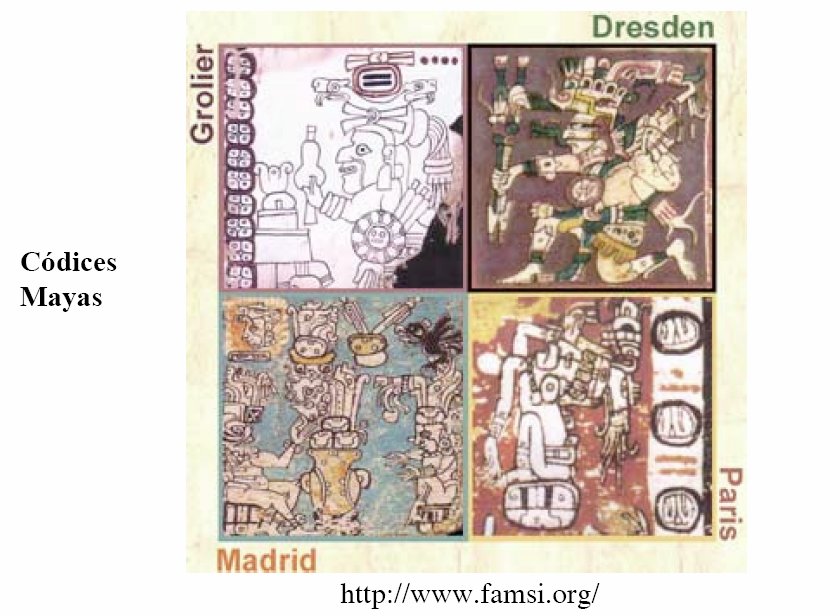 Dresden
Grolier
Códices
Mayas
Paris
Madrid
http://www.famsi.org/